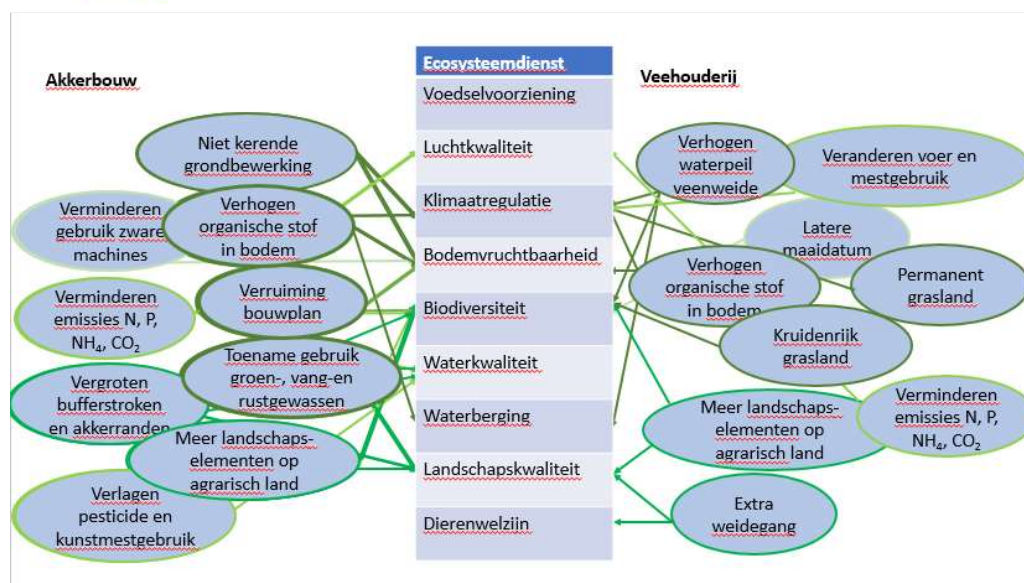 Akkerbouw
Niet kerende
grondbewerking
Verminderen
gebruik zware
machines
Verhogen
organische stof
in bodem
Verruiming
bouwplan
Verminderen
emissies N, P,
NH₄, CO₂
Toename gebruik
groen-, vang-en
rustgewassen
Vergroten
bufferstroken
en akkerranden
Meer landschaps-
elementen op
agrarisch land
Verlagen
pesticide en
kunstmestgebruik
Ecosysteemdienst
Voedselvoorziening
Luchtkwaliteit
Klimaatregulatie
Bodemvruchtbaarheid
Biodiversiteit
Waterkwaliteit
Waterberging
Landschapskwaliteit
Dierenwelzijn
Veehouderij
Verhogen
waterpeil
veenweide
Veranderen voer en
mestgebruik
Latere
maaidatum
Verhogen
organische stof
in bodem
Permanent
grasland
Kruidenrijk
grasland
Verminderen
emissies N, P,
NH₄, CO₂
Meer landschaps-
elementen op
agrarisch land
Extra
weidegang